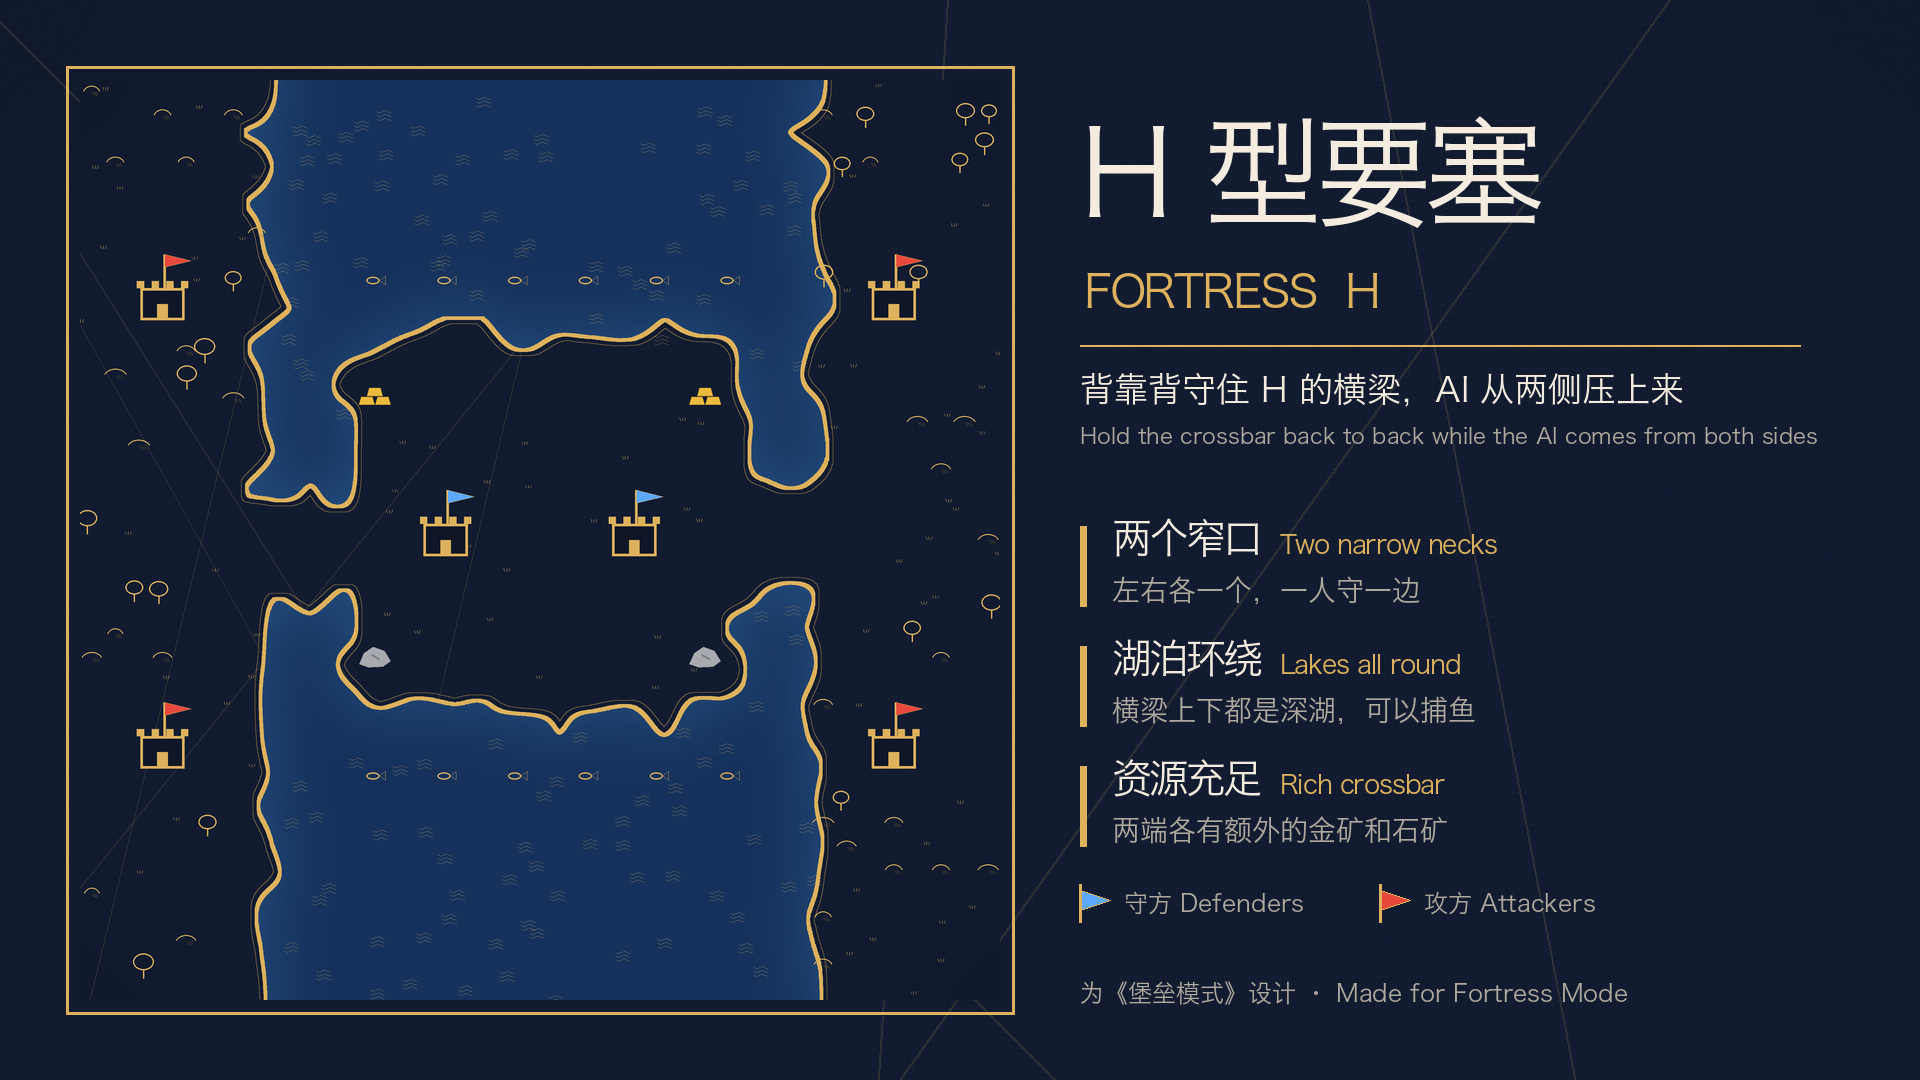 H 型要塞
FORTRESS H
背靠背守住 H 的横梁，AI 从两侧压上来
Hold the crossbar back to back while the AI comes from both sides
两个窄口 Two narrow necks
左右各一个，一人守一边
湖泊环绕 Lakes all round
横梁上下都是深湖，可以捕鱼
资源充足 Rich crossbar
两端各有额外的金矿和石矿
守方 Defenders 攻方 Attackers
为《堡垒模式》设计 · Made for Fortress Mode